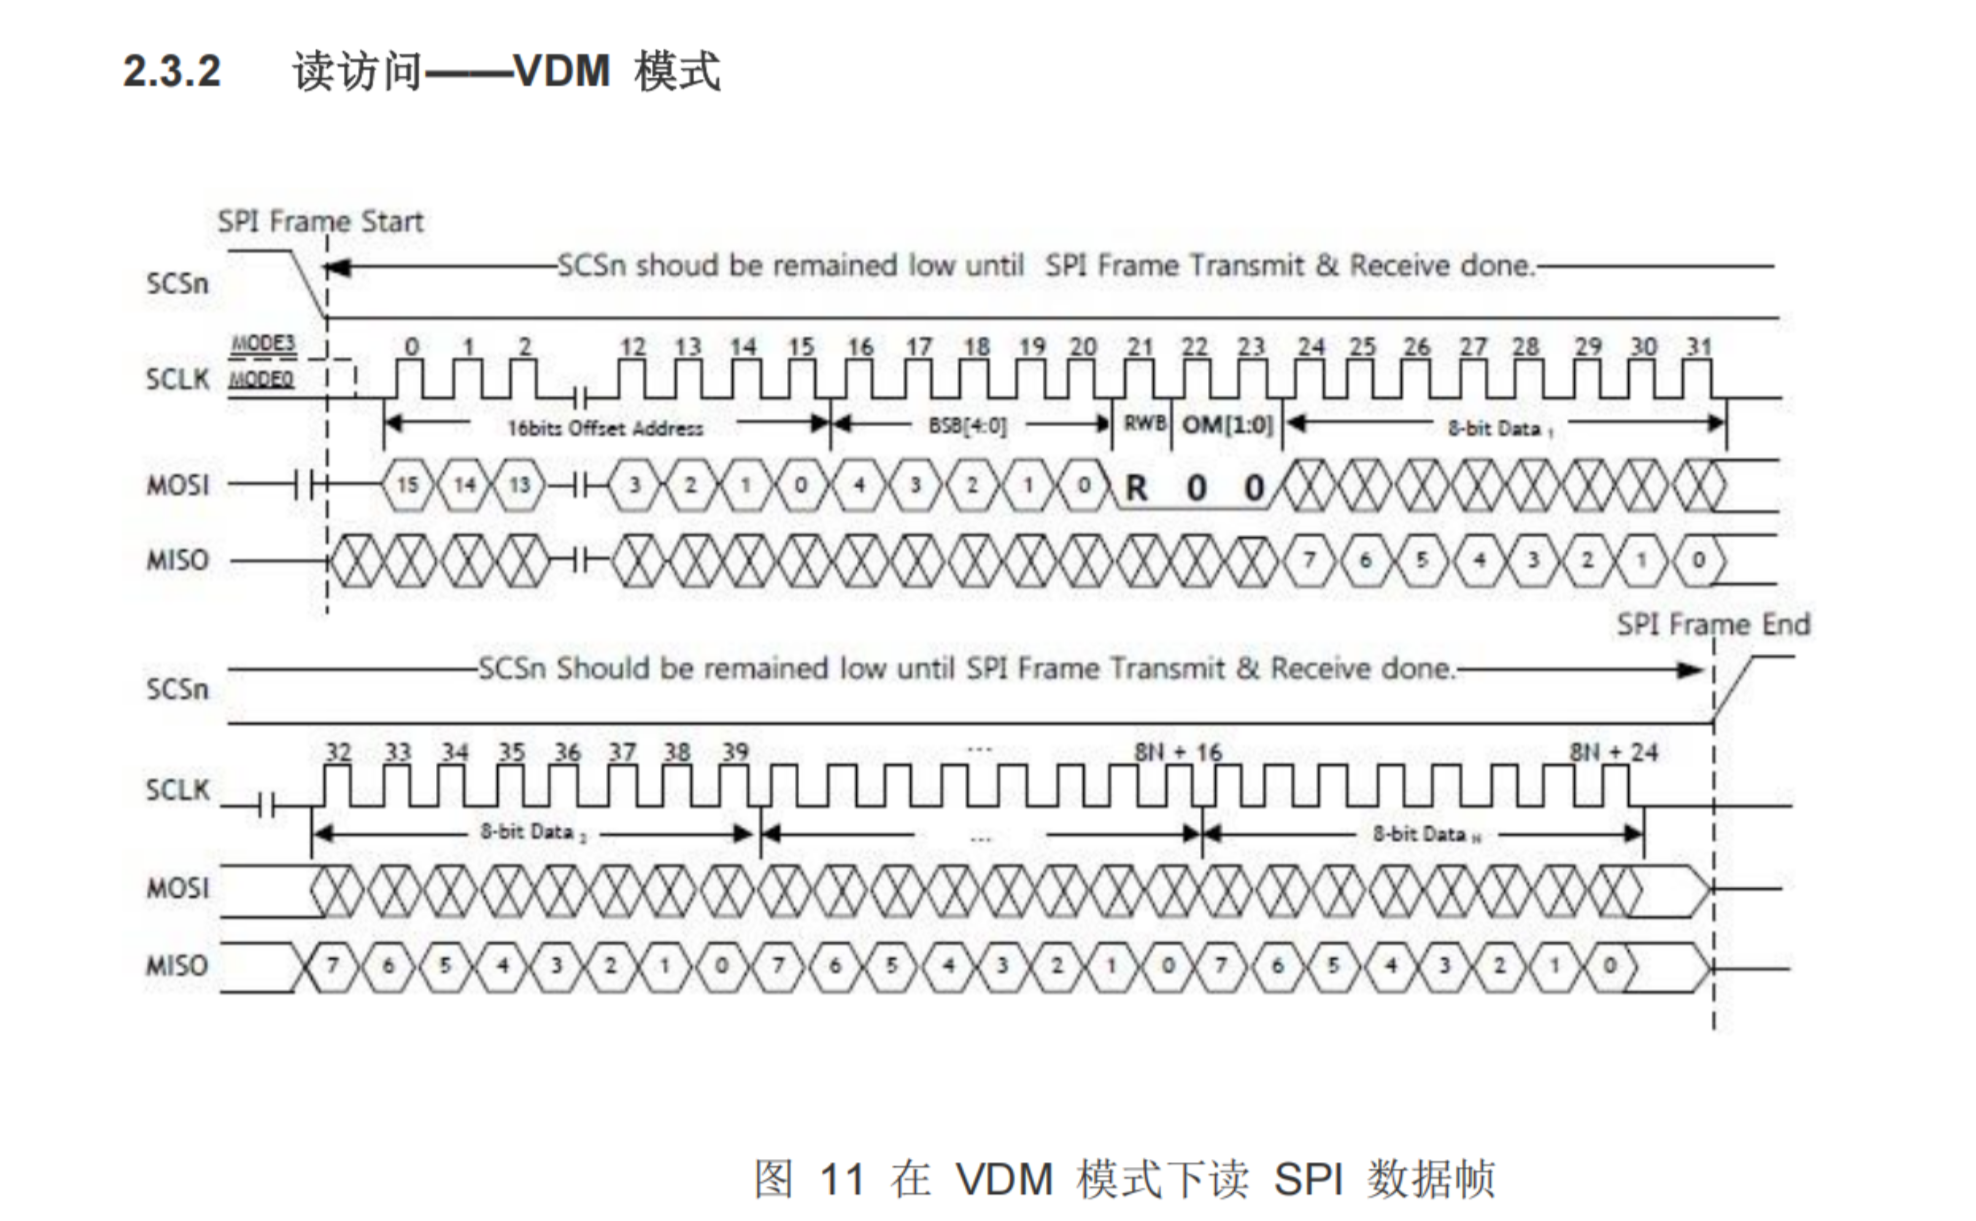 2.3.2 读访问——VDM 模式
SPI Frame Start
SCSn
SCSn shoud be remained low until SPI Frame Transmit & Receive done.
MODE3
SCLK
MODE0
0 1 2 12 13 14 15 16 17 18 19 20 21 22 23 24 25 26 27 28 29 30 31
16bits Offset Address BSB[4:0] RWB OM[1:0] 8-bit Data 1
MOSI 15 14 13 3 2 1 0 4 3 2 1 0 R 0 0
MISO 7 6 5 4 3 2 1 0
SPI Frame End
SCSn
SCSn Should be remained low until SPI Frame Transmit & Receive done.
32 33 34 35 36 37 38 39 ... 8N + 16 8N + 24
SCLK
8-bit Data 2 ... 8-bit Data N
MOSI
MISO 7 6 5 4 3 2 1 0 7 6 5 4 3 2 1 0 7 6 5 4 3 2 1 0
图 11 在 VDM 模式下读 SPI 数据帧